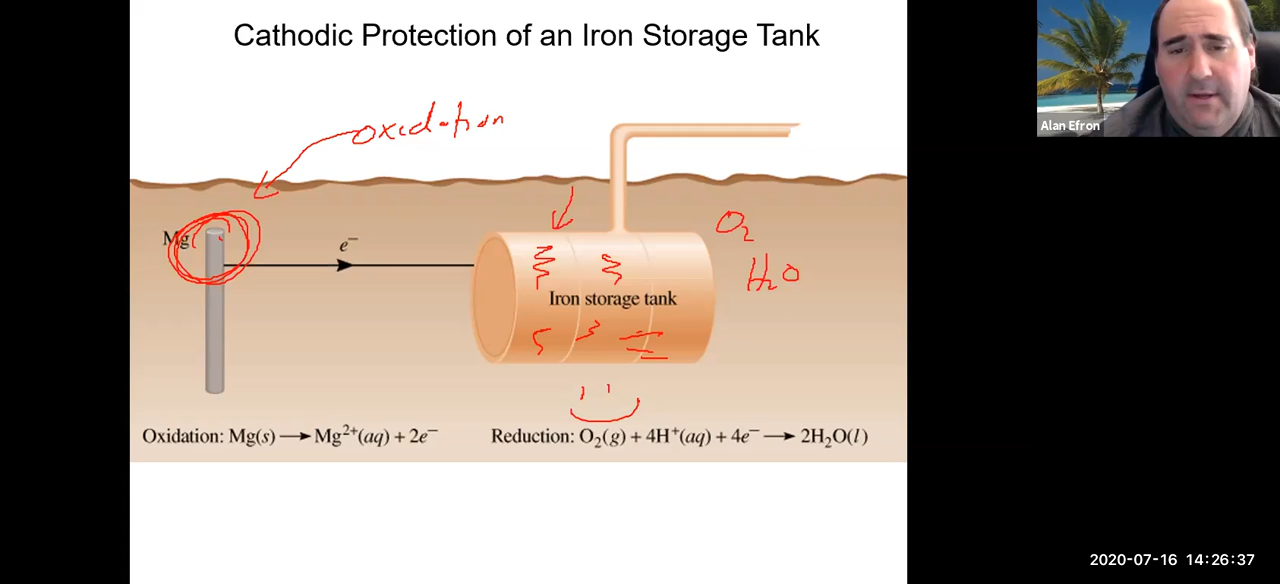 Cathodic Protection of an Iron Storage Tank
Alan Efron
oxidation
Mg
e⁻
O₂
H₂O
Iron storage tank
Oxidation: Mg(s) → Mg²⁺(aq) + 2e⁻
Reduction: O₂(g) + 4H⁺(aq) + 4e⁻ → 2H₂O(l)
2020-07-16 14:26:37